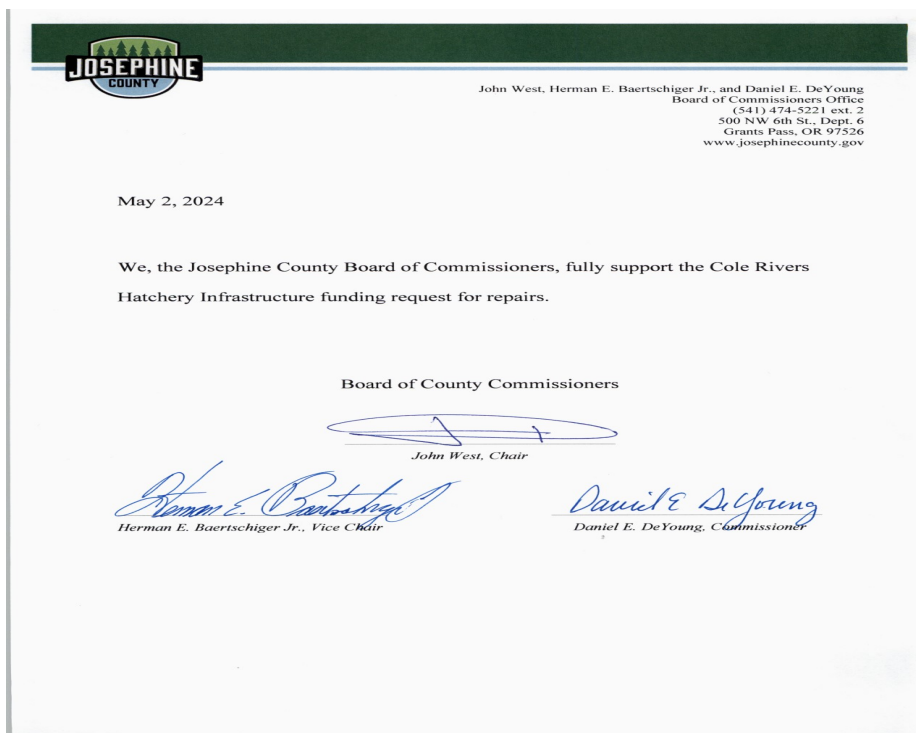 JOSEPHINE
COUNTY
John West, Herman E. Baertschiger Jr., and Daniel E. DeYoung
Board of Commissioners Office
(541) 474-5221 ext. 2
500 NW 6th St., Dept. 6
Grants Pass, OR 97526
www.josephinecounty.gov
May 2, 2024
We, the Josephine County Board of Commissioners, fully support the Cole Rivers
Hatchery Infrastructure funding request for repairs.
Board of County Commissioners
John West, Chair
Herman E. Baertschiger
Daniel E DeYoung
Herman E. Baertschiger Jr., Vice Chair
Daniel E. DeYoung, Commissioner